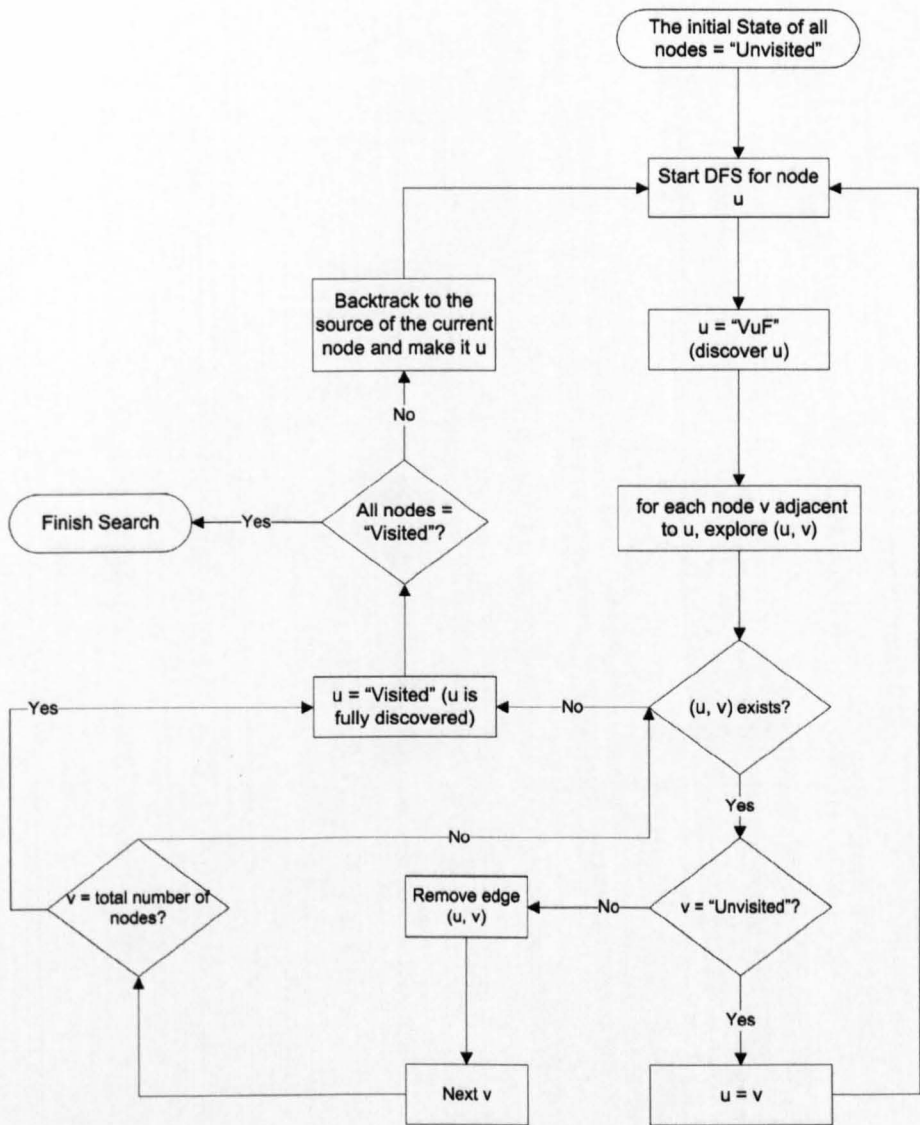 The initial State of all
nodes = “Unvisited”
Start DFS for node
u
Backtrack to the
source of the current
node and make it u
u = “VuF”
(discover u)
No
Finish Search
Yes
All nodes =
“Visited”?
for each node v adjacent
to u, explore (u, v)
Yes
u = “Visited” (u is
fully discovered)
No
(u, v) exists?
Yes
No
v = total number of
nodes?
Remove edge
(u, v)
No
v = “Unvisited”?
Yes
Next v
u = v